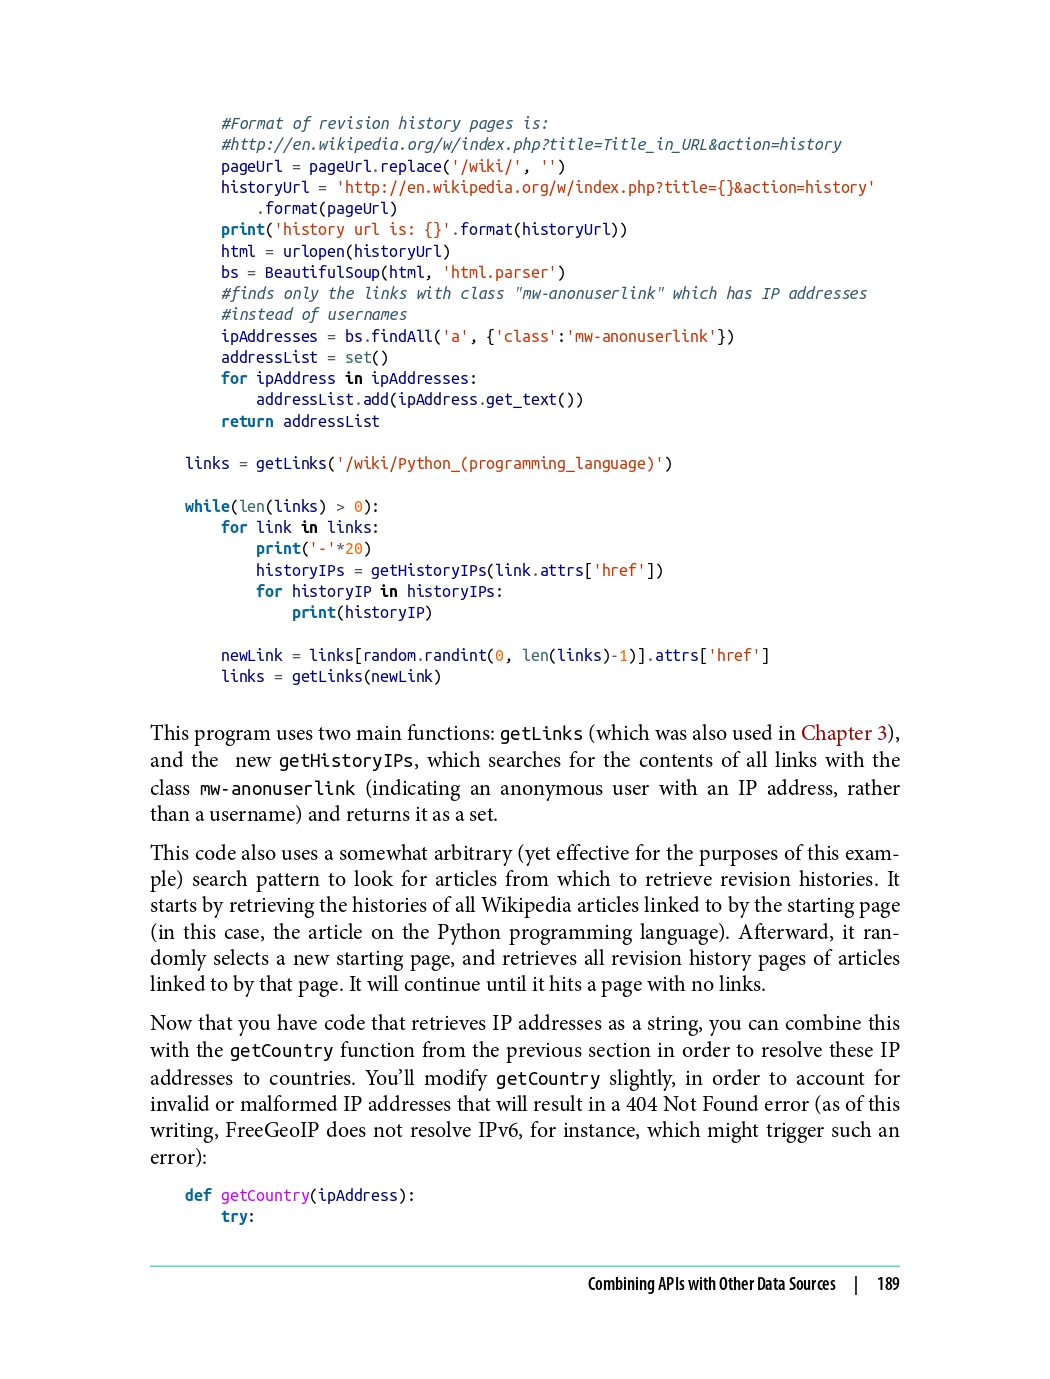 #Format of revision history pages is:
#http://en.wikipedia.org/w/index.php?title=Title_in_URL&action=history
pageUrl = pageUrl.replace('/wiki/', '')
historyUrl = 'http://en.wikipedia.org/w/index.php?title={}&action=history'
.format(pageUrl)
print('history url is: {}'.format(historyUrl))
html = urlopen(historyUrl)
bs = BeautifulSoup(html, 'html.parser')
#finds only the links with class "mw-anonuserlink" which has IP addresses
#instead of usernames
ipAddresses = bs.findAll('a', {'class':'mw-anonuserlink'})
addressList = set()
for ipAddress in ipAddresses:
addressList.add(ipAddress.get_text())
return addressList
links = getLinks('/wiki/Python_(programming_language)')
while(len(links) > 0):
for link in links:
print('-'*20)
historyIPs = getHistoryIPs(link.attrs['href'])
for historyIP in historyIPs:
print(historyIP)
newLink = links[random.randint(0, len(links)-1)].attrs['href']
links = getLinks(newLink)
This program uses two main functions: getLinks (which was also used in Chapter 3),
and the new getHistoryIPs, which searches for the contents of all links with the
class mw-anonuserlink (indicating an anonymous user with an IP address, rather
than a username) and returns it as a set.
This code also uses a somewhat arbitrary (yet effective for the purposes of this exam-
ple) search pattern to look for articles from which to retrieve revision histories. It
starts by retrieving the histories of all Wikipedia articles linked to by the starting page
(in this case, the article on the Python programming language). Afterward, it ran-
domly selects a new starting page, and retrieves all revision history pages of articles
linked to by that page. It will continue until it hits a page with no links.
Now that you have code that retrieves IP addresses as a string, you can combine this
with the getCountry function from the previous section in order to resolve these IP
addresses to countries. You’ll modify getCountry slightly, in order to account for
invalid or malformed IP addresses that will result in a 404 Not Found error (as of this
writing, FreeGeoIP does not resolve IPv6, for instance, which might trigger such an
error):
def getCountry(ipAddress):
try:
Combining APIs with Other Data Sources | 189